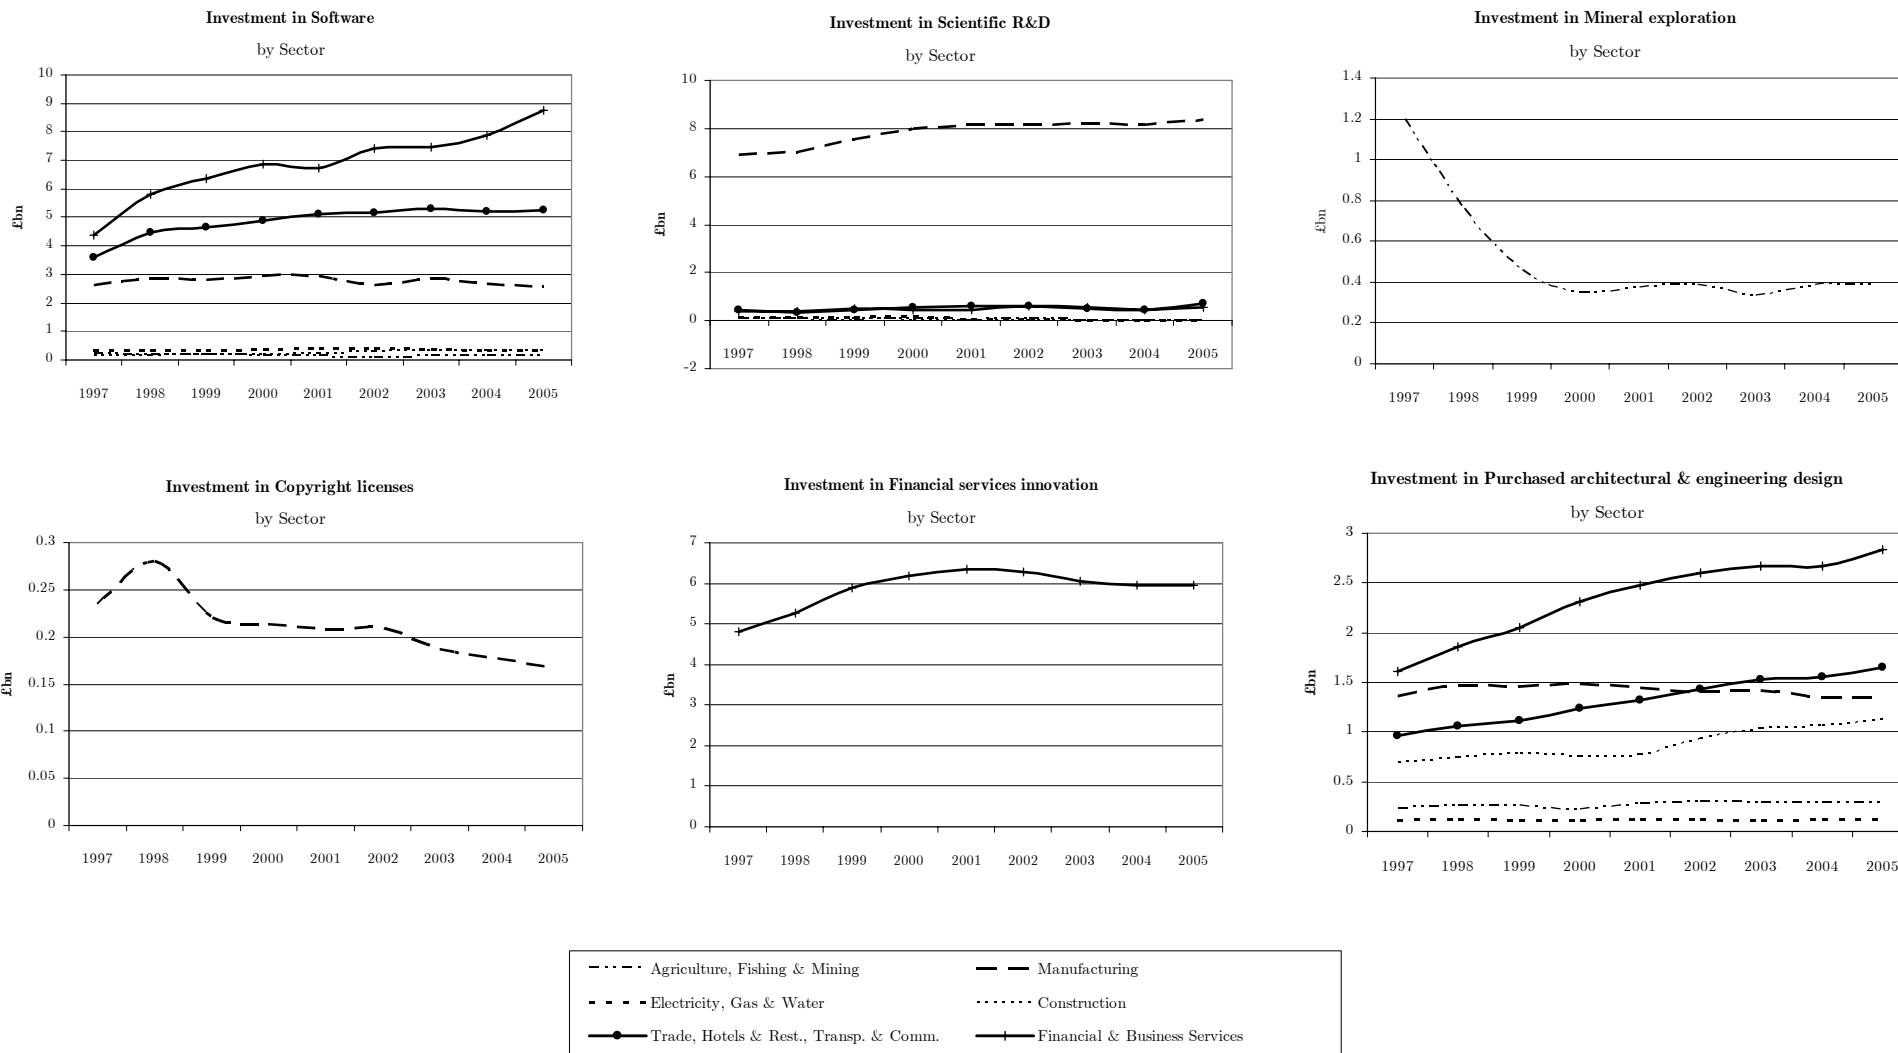 Investment in Software
by Sector
10
9
8
7
6
5
4
3
2
1
0
£bn
1997 1998 1999 2000 2001 2002 2003 2004 2005
Investment in Scientific R&D
by Sector
10
8
6
4
2
0
-2
£bn
1997 1998 1999 2000 2001 2002 2003 2004 2005
Investment in Mineral exploration
by Sector
1.4
1.2
1
0.8
0.6
0.4
0.2
0
£bn
1997 1998 1999 2000 2001 2002 2003 2004 2005
Investment in Copyright licenses
by Sector
0.3
0.25
0.2
0.15
0.1
0.05
0
£bn
1997 1998 1999 2000 2001 2002 2003 2004 2005
Investment in Financial services innovation
by Sector
7
6
5
4
3
2
1
0
£bn
1997 1998 1999 2000 2001 2002 2003 2004 2005
Investment in Purchased architectural & engineering design
by Sector
3
2.5
2
1.5
1
0.5
0
£bn
1997 1998 1999 2000 2001 2002 2003 2004 2005
Agriculture, Fishing & Mining
Manufacturing
Electricity, Gas & Water
Construction
Trade, Hotels & Rest., Transp. & Comm.
Financial & Business Services